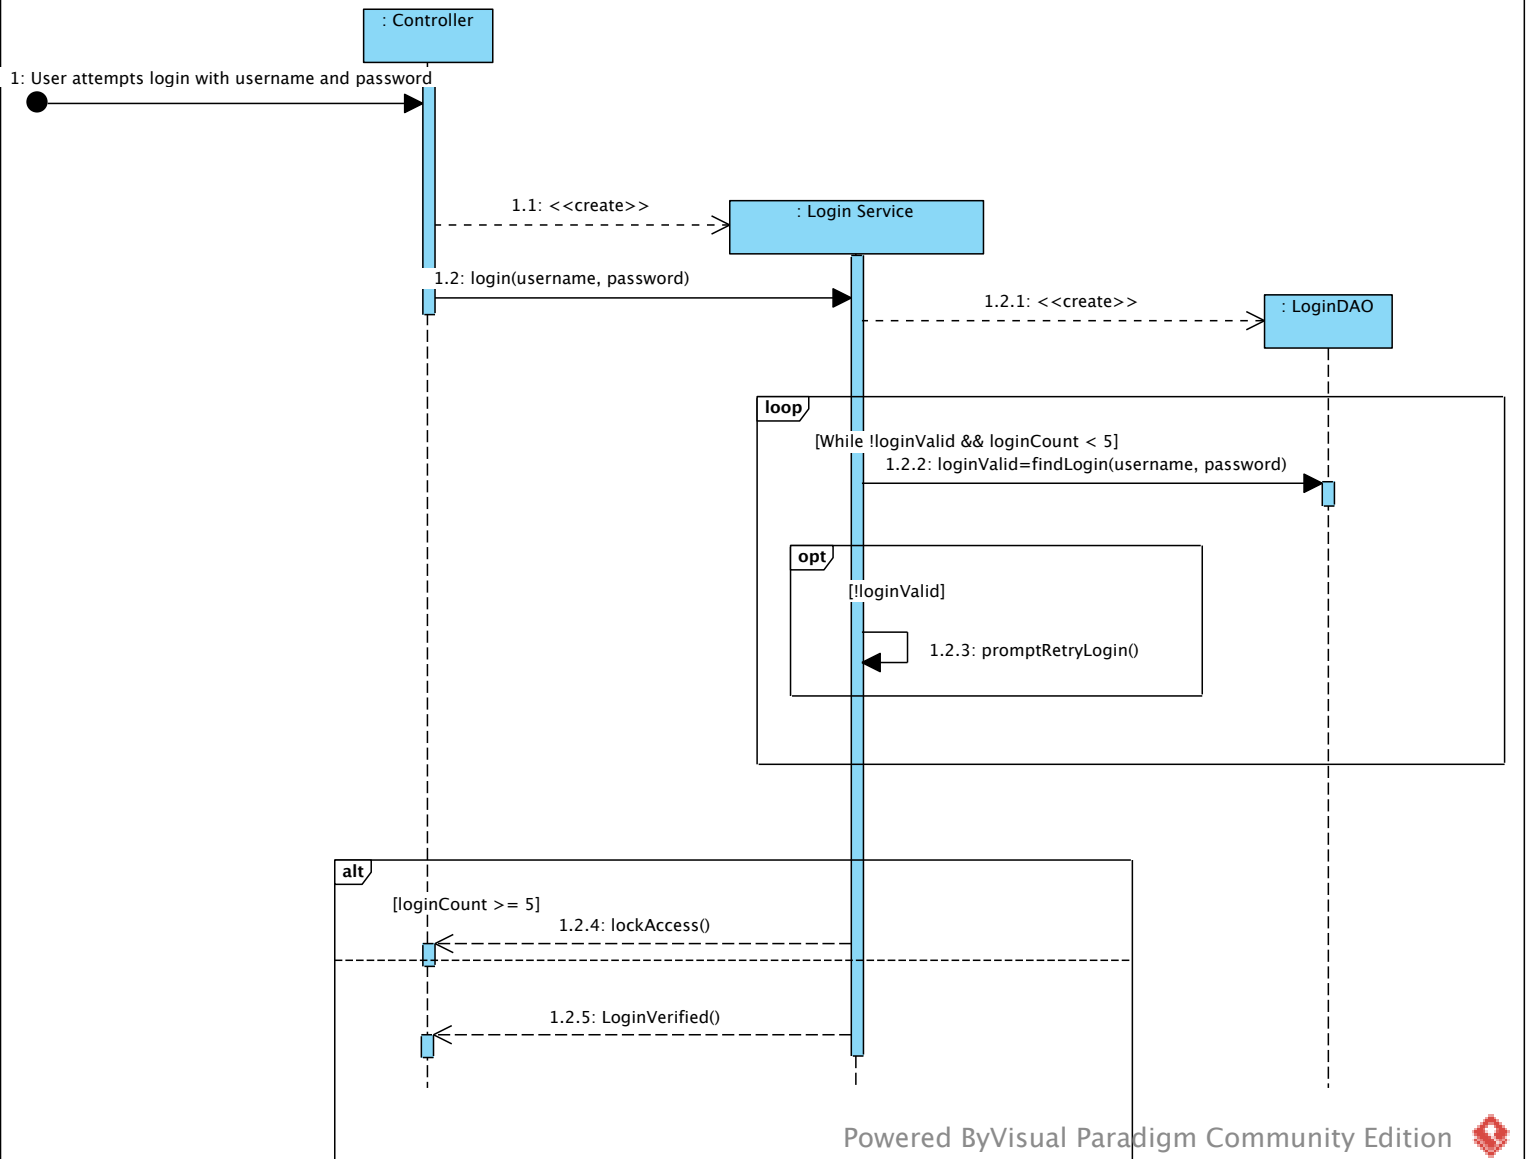 : Controller
1: User attempts login with username and password
1.1: <<create>>
: Login Service
1.2: login(username, password)
1.2.1: <<create>>
: LoginDAO
loop
[While !loginValid && loginCount < 5]
1.2.2: loginValid=findLogin(username, password)
opt
[!loginValid]
1.2.3: promptRetryLogin()
alt
[loginCount >= 5]
1.2.4: lockAccess()
1.2.5: LoginVerified()
Powered ByVisual Paradigm Community Edition